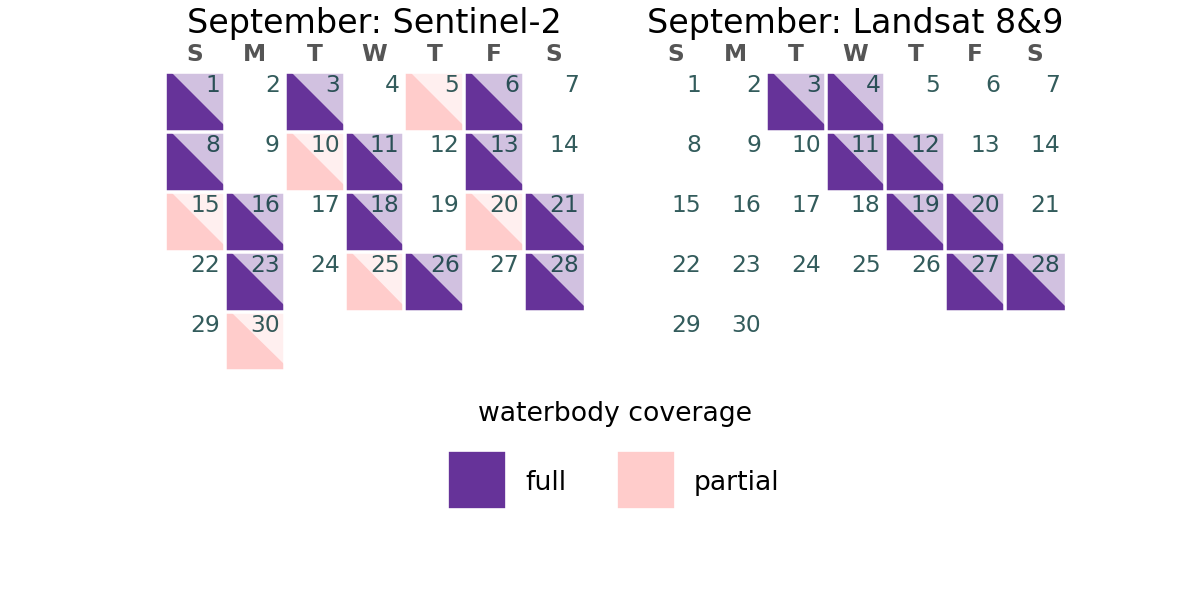 September: Sentinel-2
S M T W T F S
1 2 3 4 5 6 7
8 9 10 11 12 13 14
15 16 17 18 19 20 21
22 23 24 25 26 27 28
29 30
September: Landsat 8&9
S M T W T F S
1 2 3 4 5 6 7
8 9 10 11 12 13 14
15 16 17 18 19 20 21
22 23 24 25 26 27 28
29 30
waterbody coverage
full partial